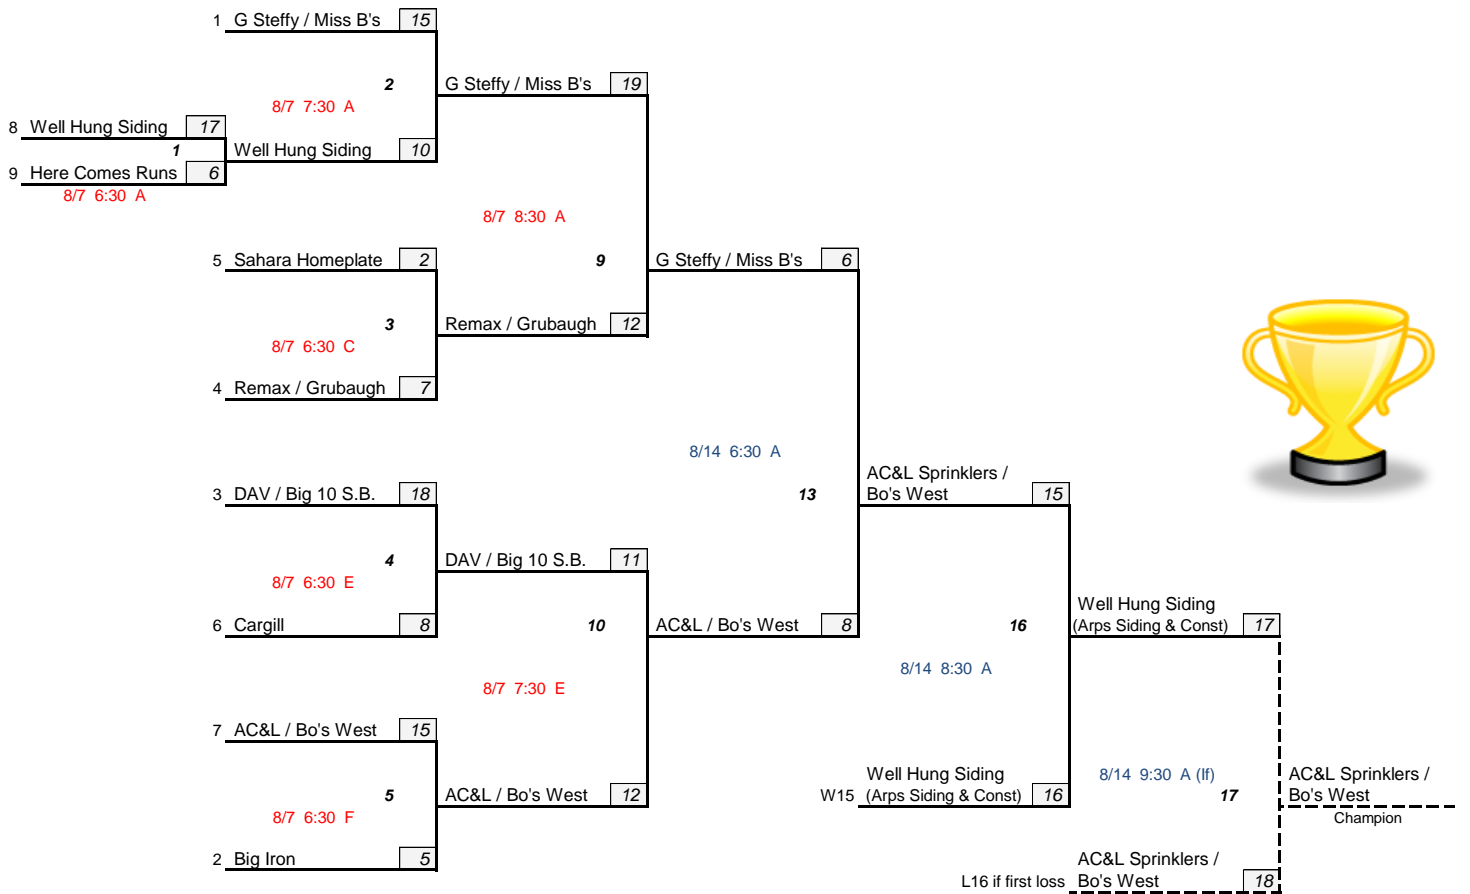 1 G Steffy / Miss B's 15
2 G Steffy / Miss B's 19
8/7 7:30 A
8 Well Hung Siding 17
1 Well Hung Siding 10
9 Here Comes Runs 6
8/7 6:30 A
8/7 8:30 A
5 Sahara Homeplate 2
9 G Steffy / Miss B's 6
3 Remax / Grubaugh 12
8/7 6:30 C
4 Remax / Grubaugh 7
8/14 6:30 A
AC&L Sprinklers /
3 DAV / Big 10 S.B. 18
13 Bo's West 15
4 DAV / Big 10 S.B. 11
8/7 6:30 E
Well Hung Siding
6 Cargill 8
10 AC&L / Bo's West 8
16 (Arps Siding & Const) 17
8/14 8:30 A
8/7 7:30 E
7 AC&L / Bo's West 15
Well Hung Siding
8/14 9:30 A (If)
AC&L Sprinklers /
5 AC&L / Bo's West 12
W15 (Arps Siding & Const) 16
17 Bo's West
8/7 6:30 F
Champion
2 Big Iron 5
AC&L Sprinklers /
L16 if first loss Bo's West 18